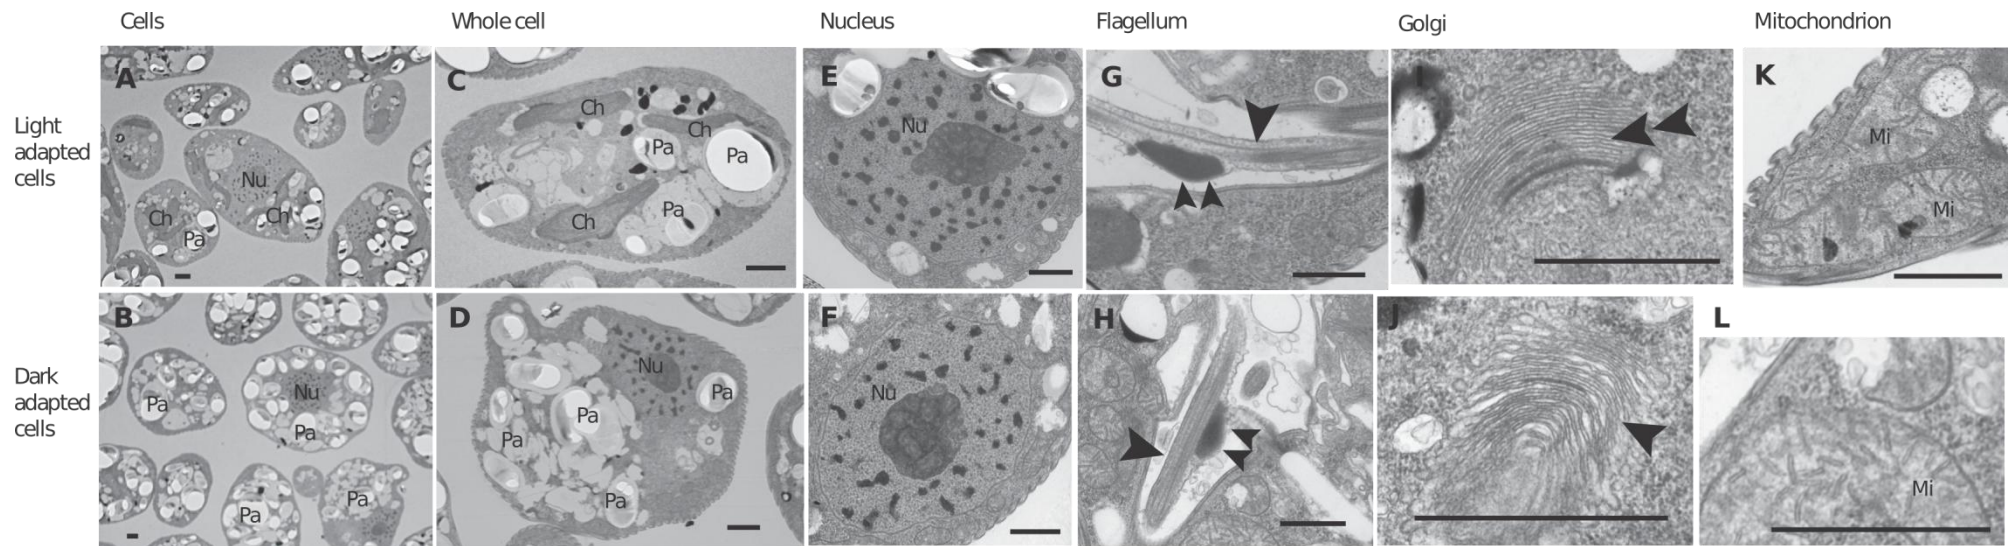 Cells Whole cell Nucleus Flagellum Golgi Mitochondrion
Light
adapted
cells
A
Nu
Ch
Ch
Pa
C
Ch
Ch
Pa
Pa
Pa
Ch
E
Nu
G
I
K
Mi
Mi
Dark
adapted
cells
B
Pa
Nu
Pa
Pa
Pa
D
Nu
Pa
Pa
Pa
Pa
F
Nu
H
J
L
Mi